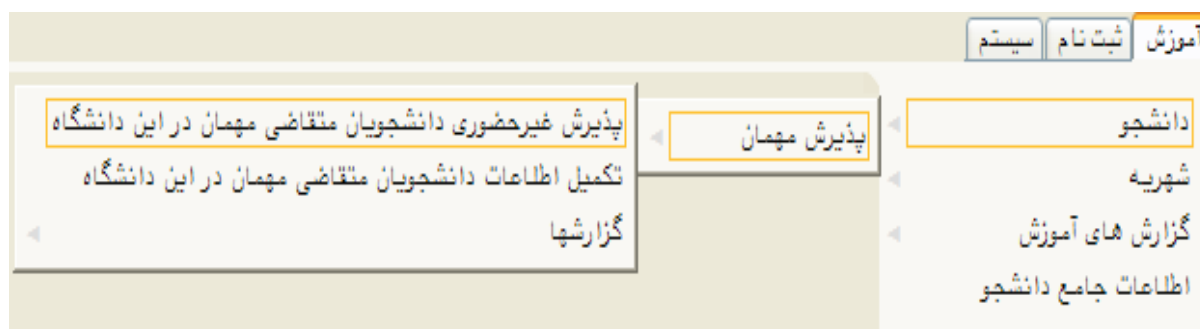 آموزش ثبت نام سیستم
دانشجو
شهریه
گزارش های آموزش
اطلاعات جامع دانشجو
پذیرش مهمان
پذیرش غیرحضوری دانشجویان متقاضی مهمان در این دانشگاه
تکمیل اطلاعات دانشجویان متقاضی مهمان در این دانشگاه
گزارشها